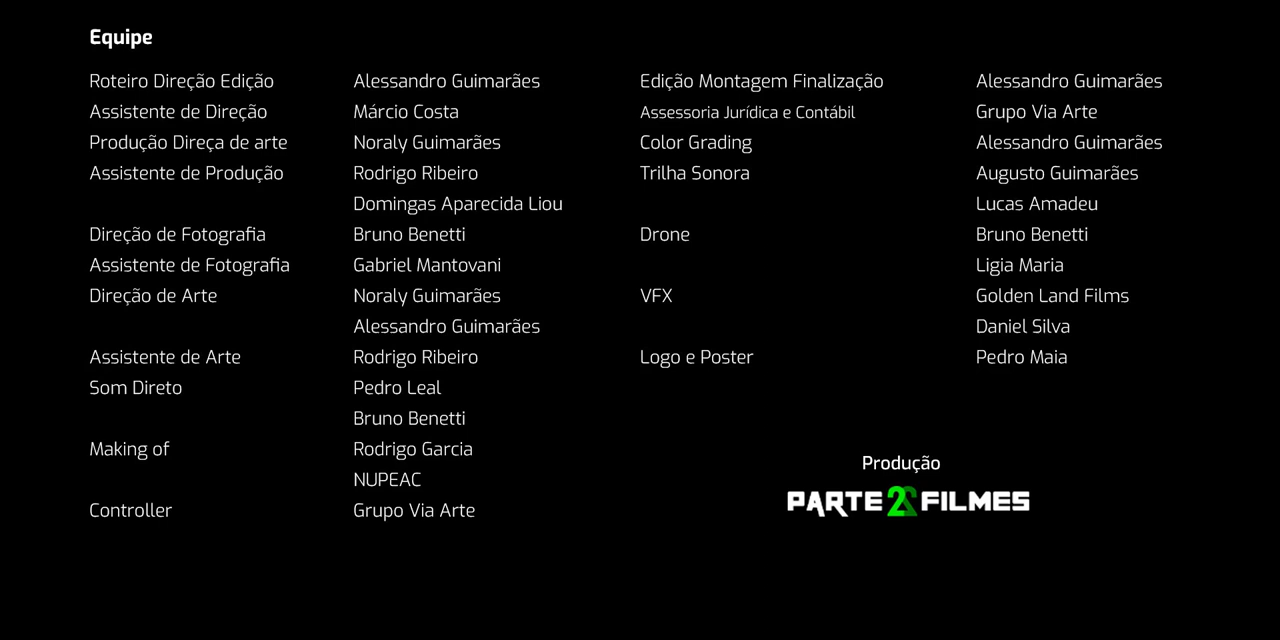 Equipe
Roteiro Direção Edição Alessandro Guimarães
Assistente de Direção Márcio Costa
Produção Direça de arte Noraly Guimarães
Assistente de Produção Rodrigo Ribeiro
Domingas Aparecida Liou
Direção de Fotografia Bruno Benetti
Assistente de Fotografia Gabriel Mantovani
Direção de Arte Noraly Guimarães
Alessandro Guimarães
Assistente de Arte Rodrigo Ribeiro
Som Direto Pedro Leal
Bruno Benetti
Making of Rodrigo Garcia
NUPEAC
Controller Grupo Via Arte
Edição Montagem Finalização Alessandro Guimarães
Assessoria Jurídica e Contábil Grupo Via Arte
Color Grading Alessandro Guimarães
Trilha Sonora Augusto Guimarães
Lucas Amadeu
Drone Bruno Benetti
Ligia Maria
VFX Golden Land Films
Daniel Silva
Logo e Poster Pedro Maia
Produção
PARTE 2 FILMES